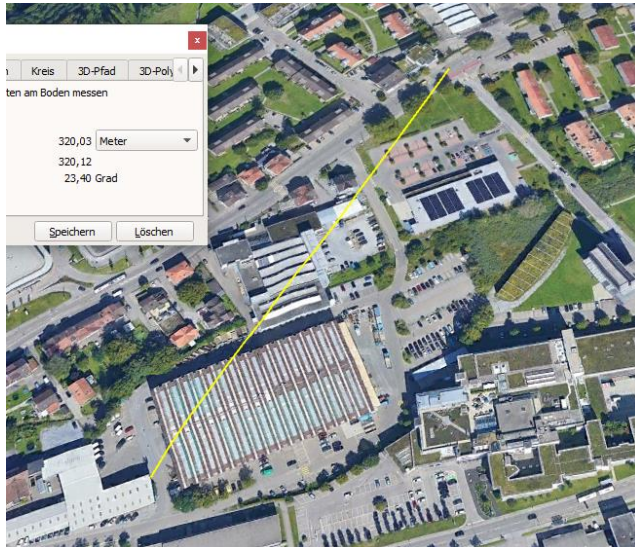 x
Kreis 3D-Pfad 3D-Poly
ten am Boden messen
320,03 Meter
320,12
23,40 Grad
Speichern Löschen